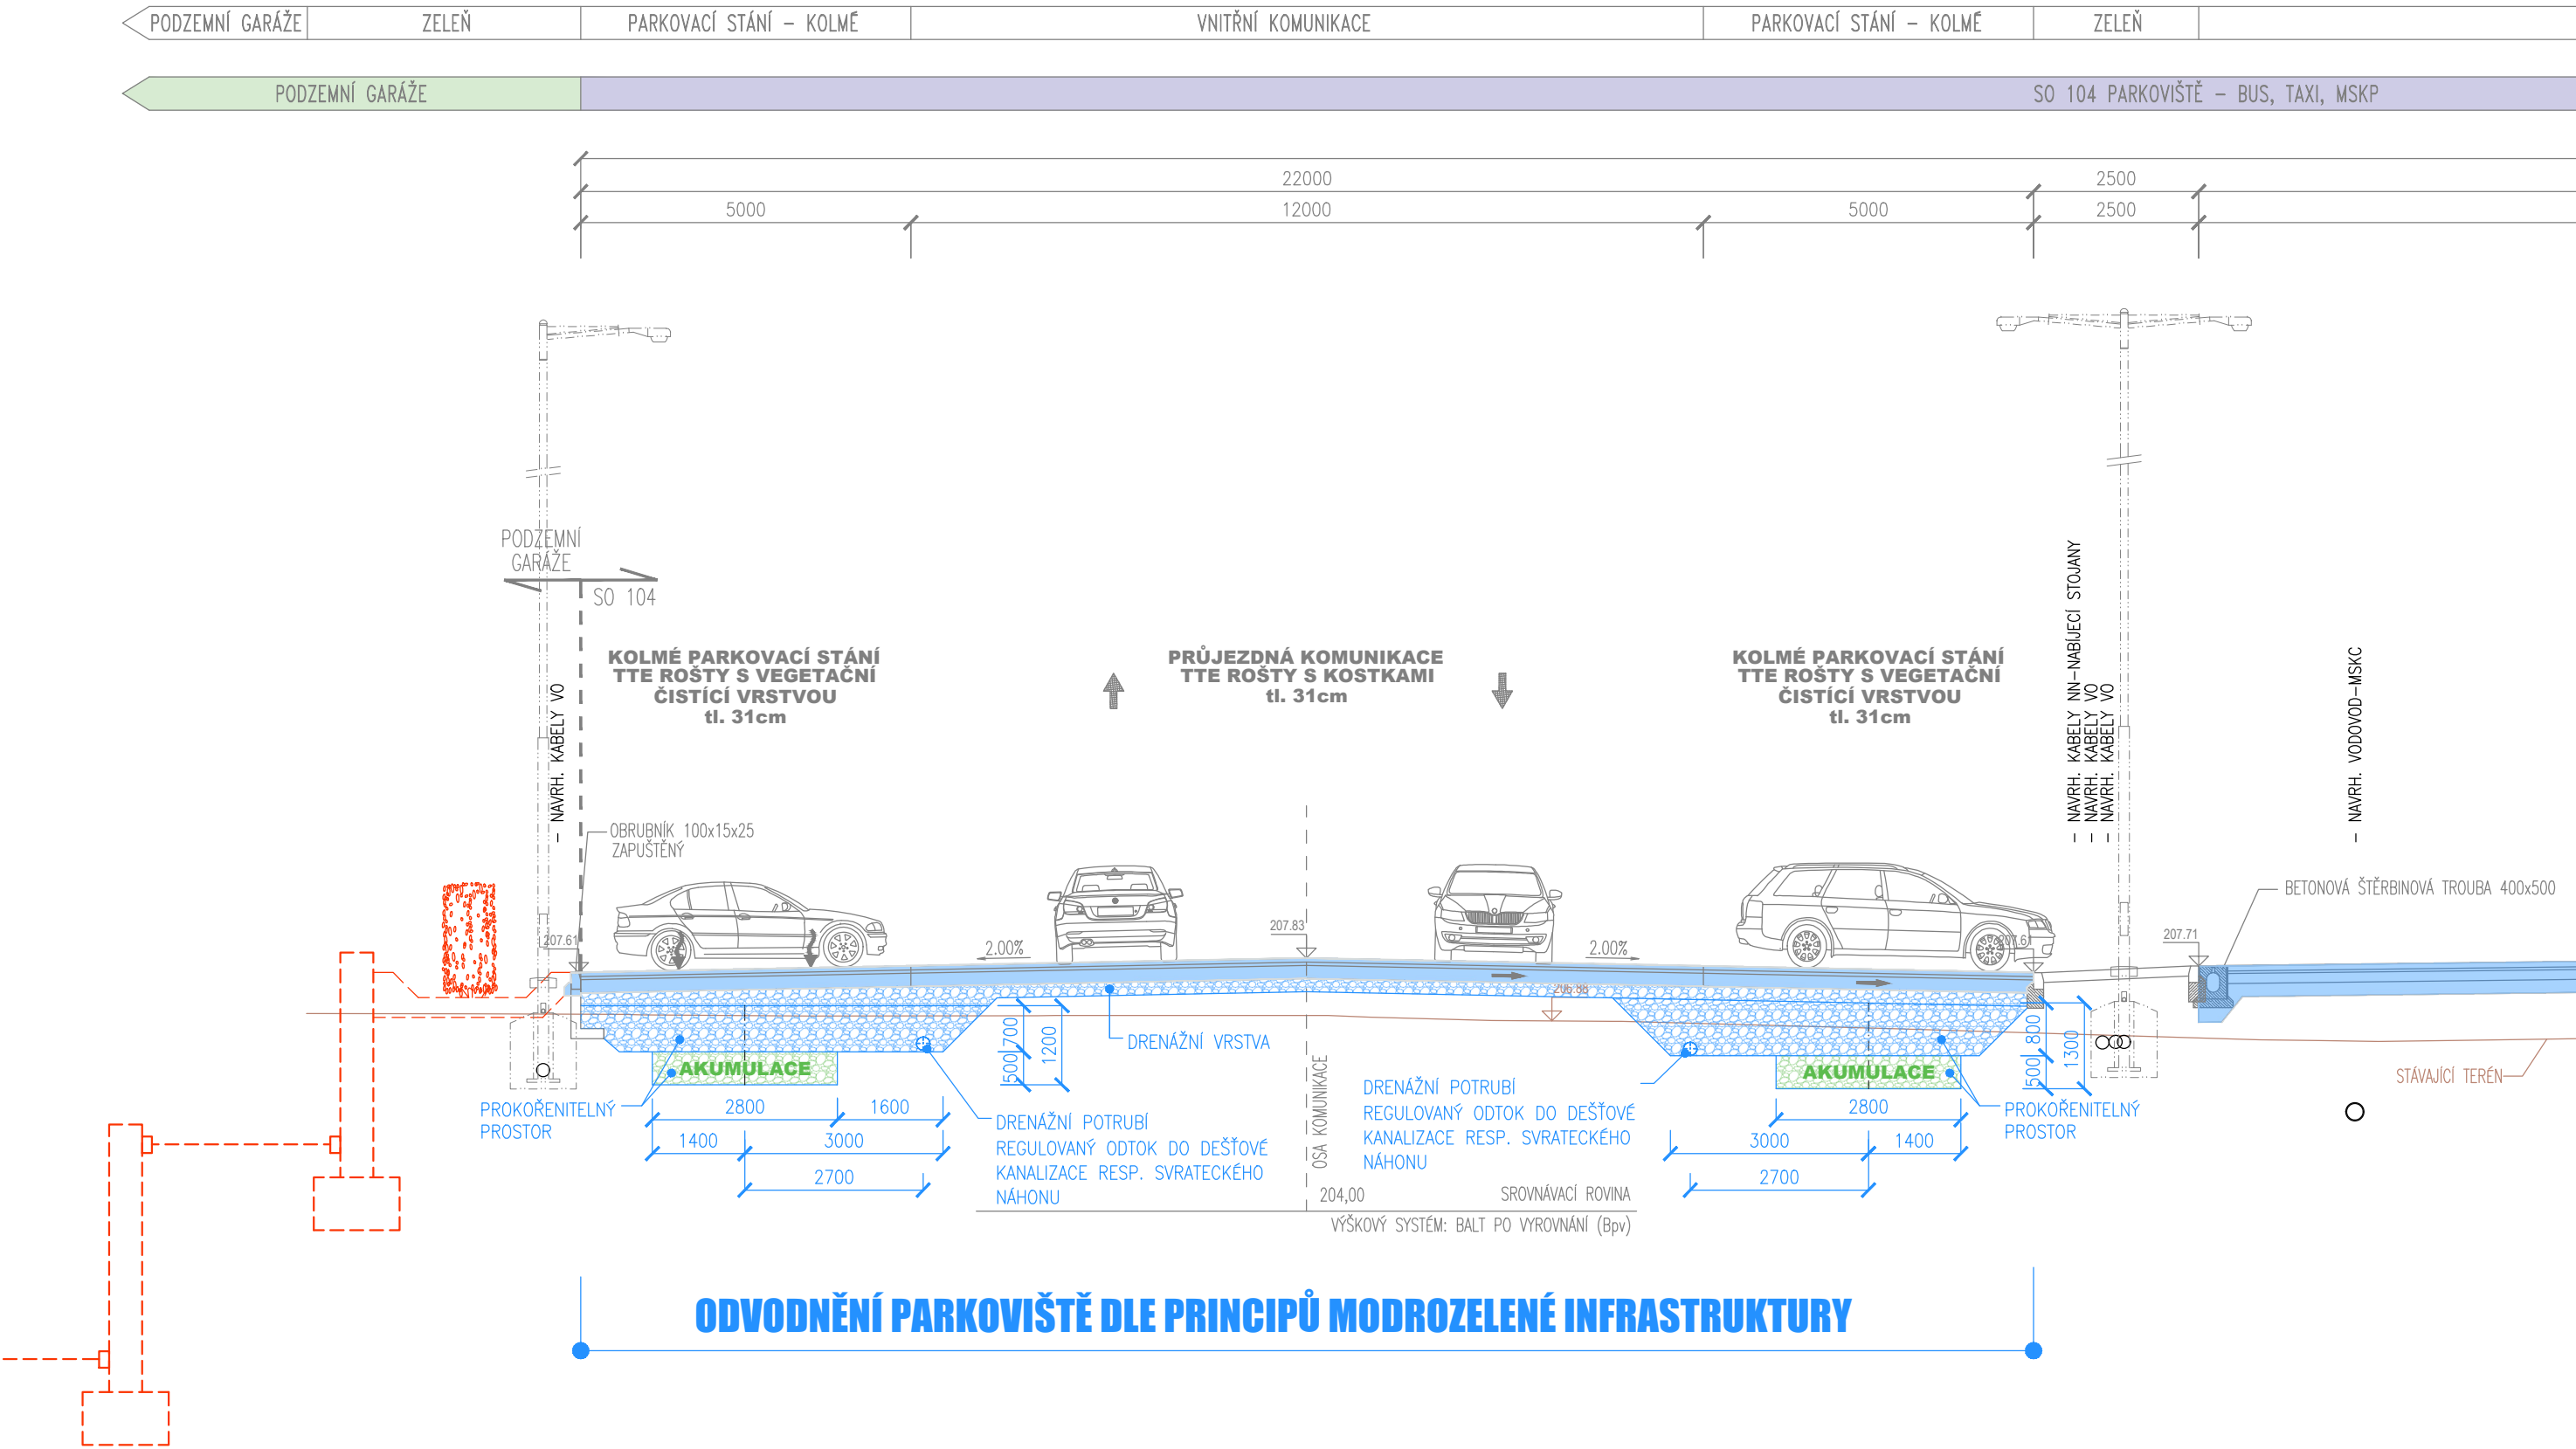 PODZEMNÍ GARÁŽE
ZELEŇ
PARKOVACÍ STÁNÍ – KOLMÉ
VNITŘNÍ KOMUNIKACE
PARKOVACÍ STÁNÍ – KOLMÉ
ZELEŇ
PODZEMNÍ GARÁŽE
SO 104 PARKOVIŠTĚ – BUS, TAXI, MSKP
22000
2500
5000
12000
5000
2500
PODZEMNÍ
GARÁŽE
SO 104
KOLMÉ PARKOVACÍ STÁNÍ
TTE ROŠTY S VEGETAČNÍ
ČISTÍCÍ VRSTVOU
tl. 31cm
PRŮJEZDNÁ KOMUNIKACE
TTE ROŠTY S KOSTKAMI
tl. 31cm
KOLMÉ PARKOVACÍ STÁNÍ
TTE ROŠTY S VEGETAČNÍ
ČISTÍCÍ VRSTVOU
tl. 31cm
– NAVRH. KABELY VO
– NAVRH. KABELY NN–NABÍJECÍ STOJANY
– NAVRH. KABELY VO
– NAVRH. KABELY VO
– NAVRH. VODOVOD–MSKC
OBRUBNÍK 100x15x25
ZAPUŠTĚNÝ
BETONOVÁ ŠTĚRBINOVÁ TROUBA 400x500
207.61
2.00%
207.83
2.00%
207.61
207.71
206.88
700
500
1200
DRENÁŽNÍ VRSTVA
800
500
1300
AKUMULACE
AKUMULACE
STÁVAJÍCÍ TERÉN
PROKOŘENITELNÝ
PROSTOR
2800
1600
1400
3000
2700
DRENÁŽNÍ POTRUBÍ
REGULOVANÝ ODTOK DO DEŠŤOVÉ
KANALIZACE RESP. SVRATECKÉHO
NÁHONU
OSA KOMUNIKACE
DRENÁŽNÍ POTRUBÍ
REGULOVANÝ ODTOK DO DEŠŤOVÉ
KANALIZACE RESP. SVRATECKÉHO
NÁHONU
2800
3000
1400
2700
PROKOŘENITELNÝ
PROSTOR
204,00
SROVNÁVACÍ ROVINA
VÝŠKOVÝ SYSTÉM: BALT PO VYROVNÁNÍ (Bpv)
ODVODNĚNÍ PARKOVIŠTĚ DLE PRINCIPŮ MODROZELENÉ INFRASTRUKTURY